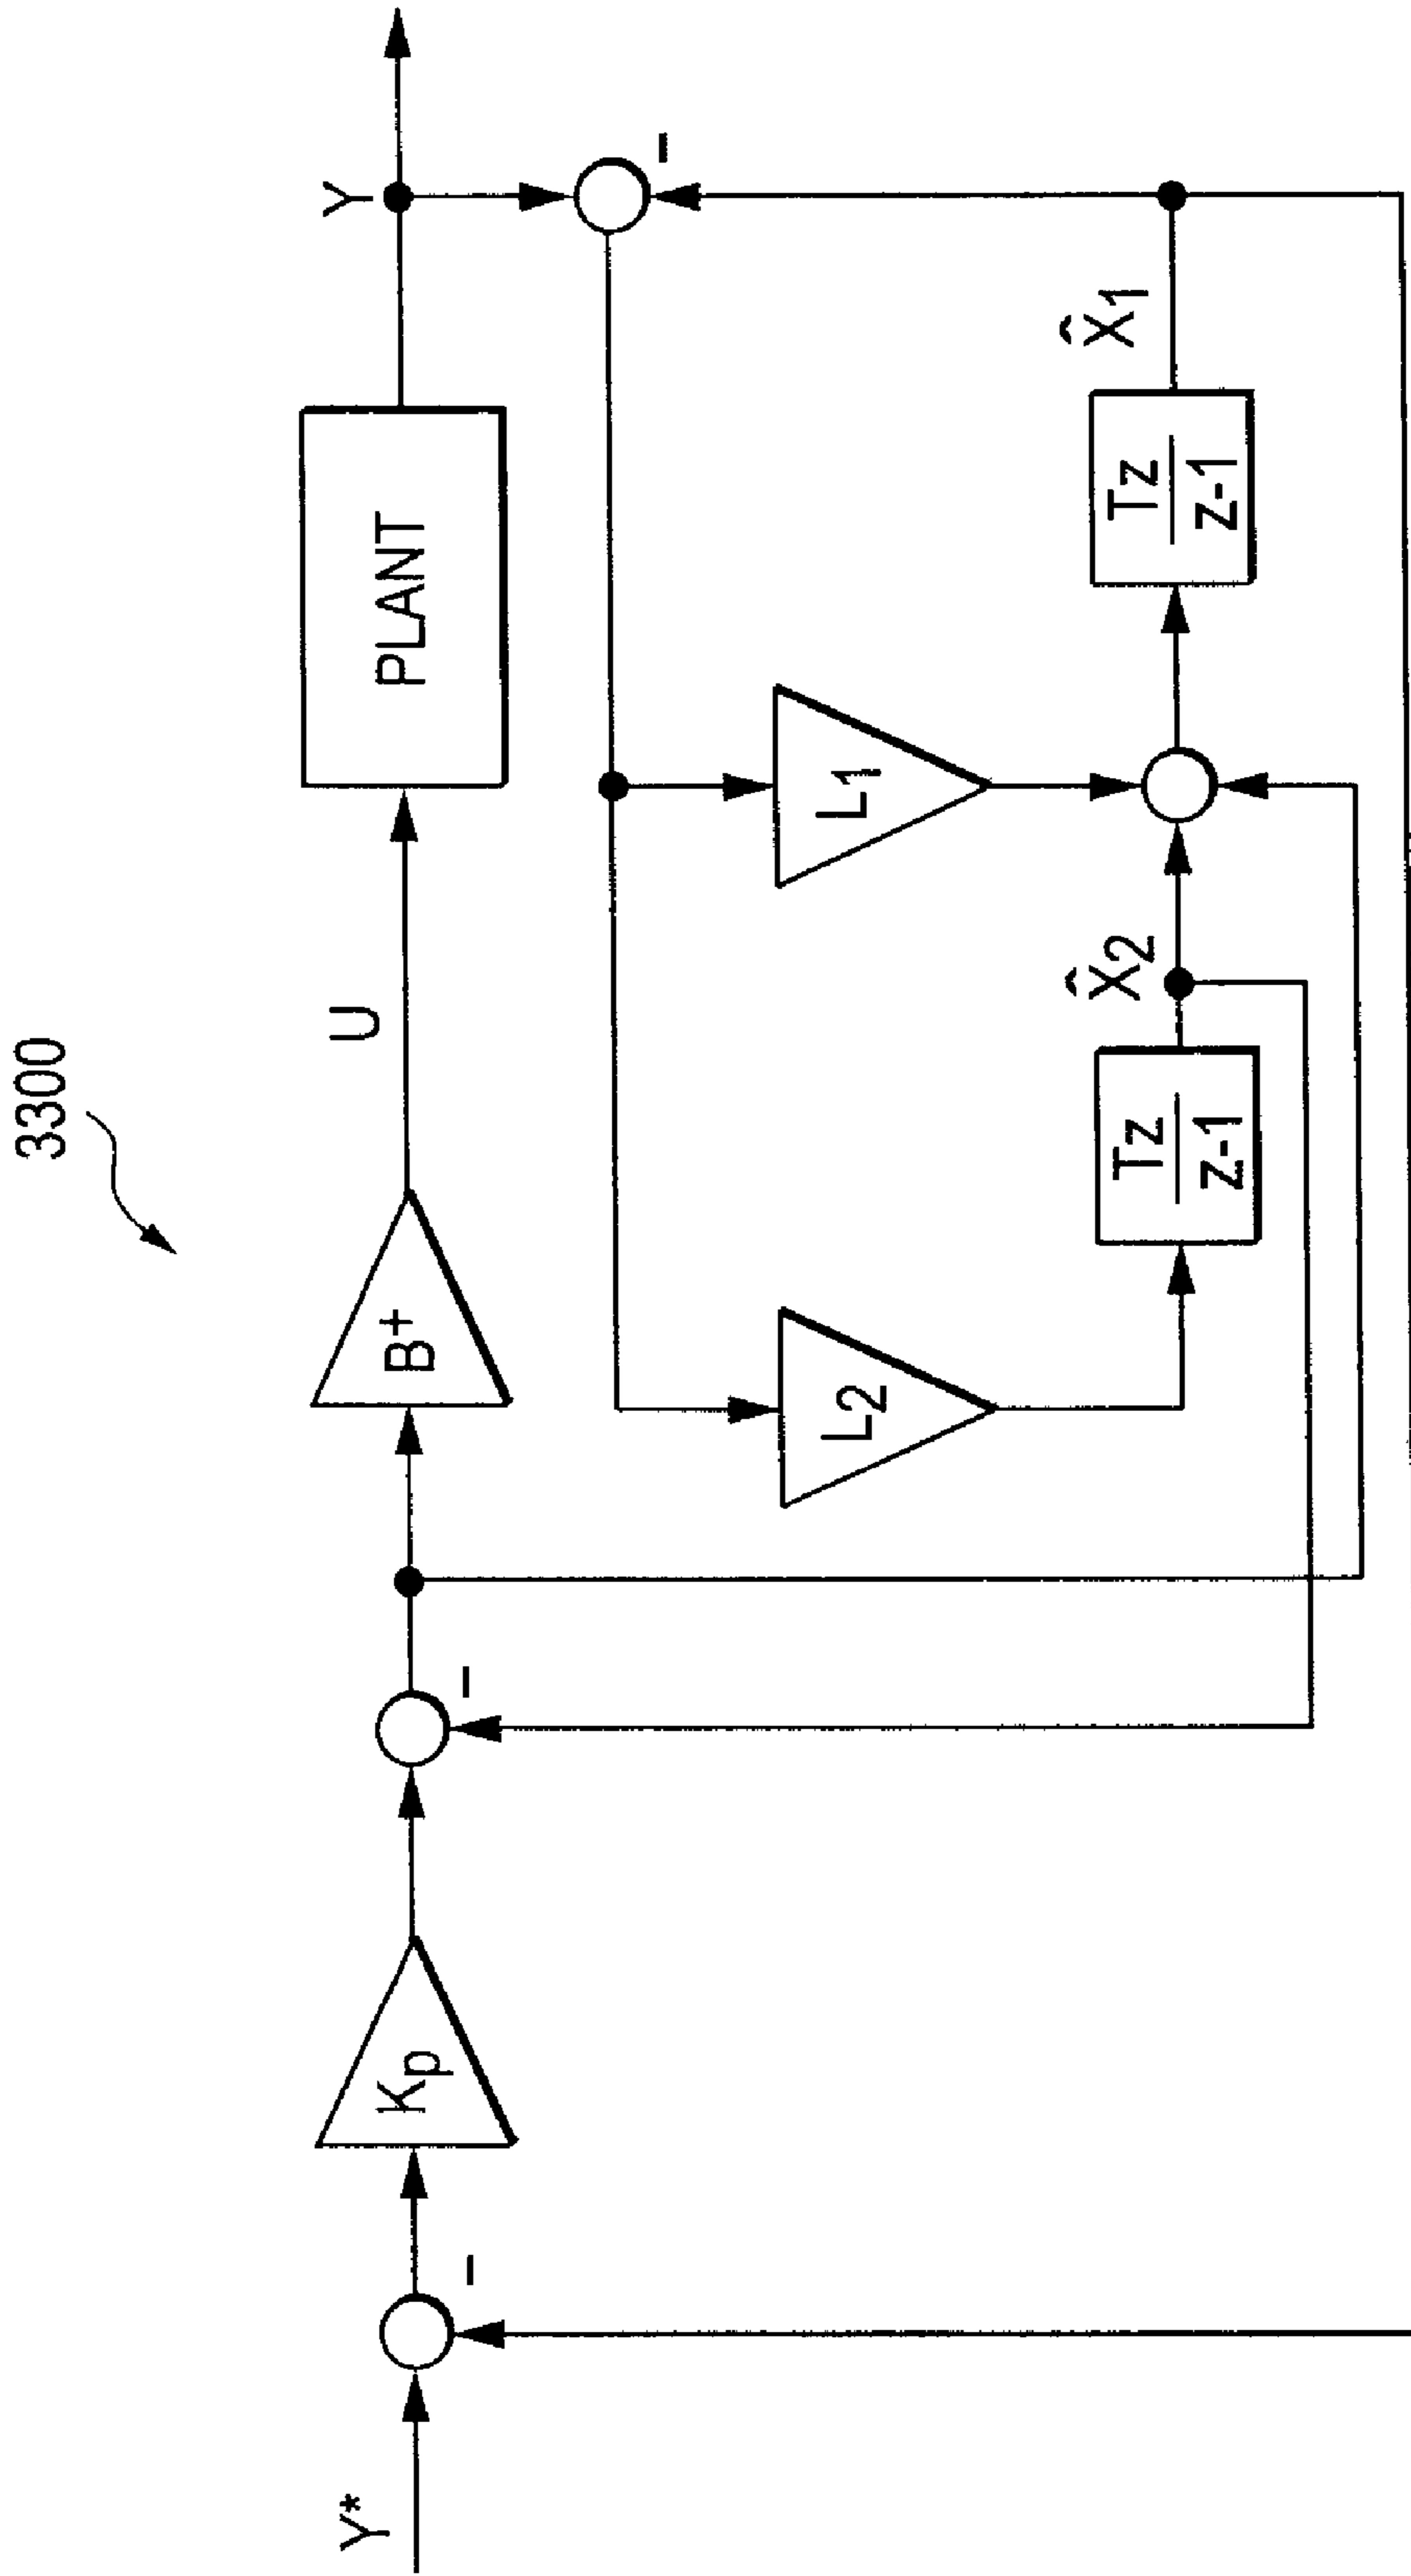 3300
Y*
Kp
B+
U
PLANT
Y
L2
L1
Tz
z-1
X̂2
Tz
z-1
X̂1
-
-
-